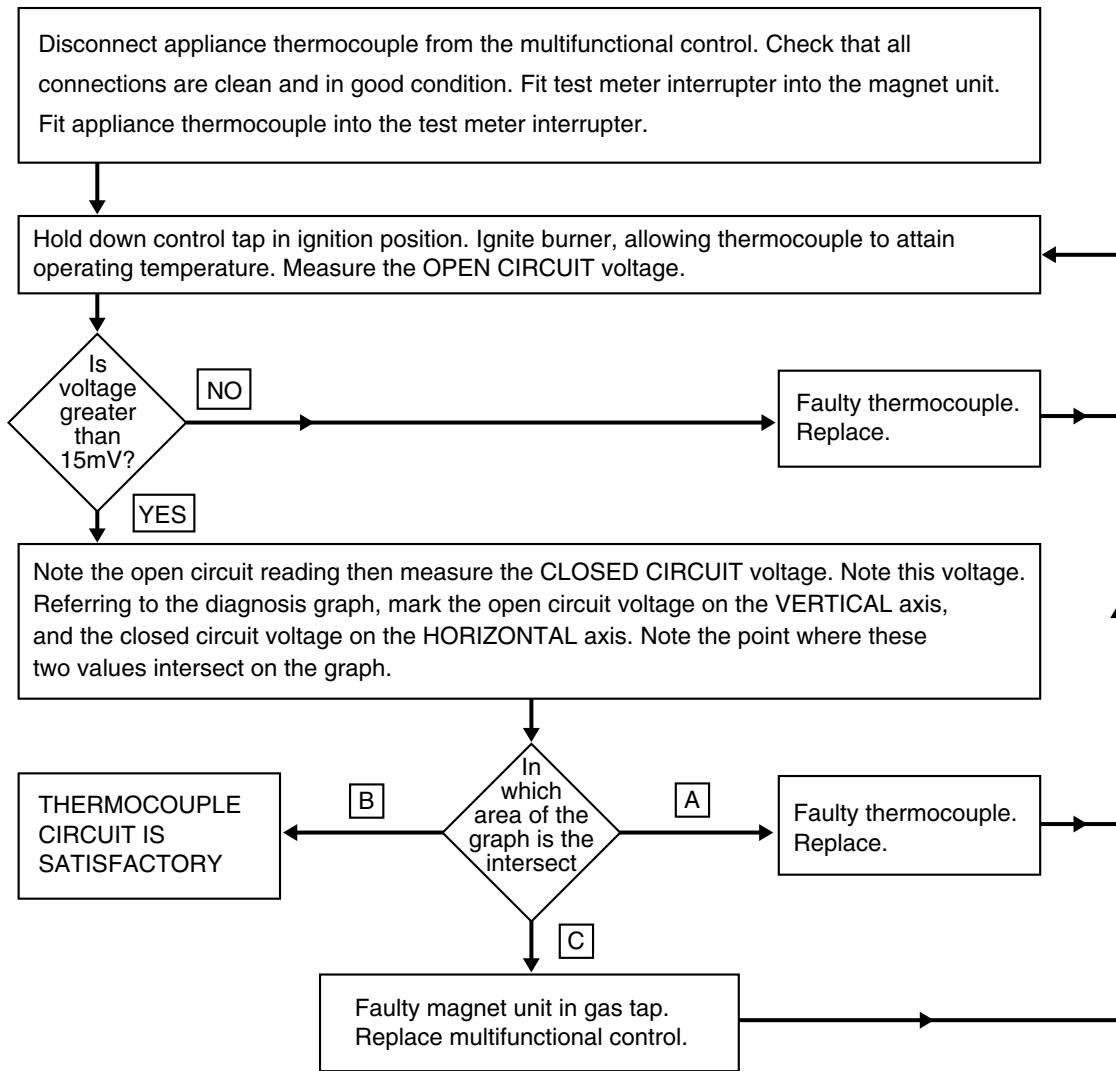 Disconnect appliance thermocouple from the multifunctional control. Check that all
connections are clean and in good condition. Fit test meter interrupter into the magnet unit.
Fit appliance thermocouple into the test meter interrupter.
Hold down control tap in ignition position. Ignite burner, allowing thermocouple to attain
operating temperature. Measure the OPEN CIRCUIT voltage.
Is
voltage
greater
than
15mV?
NO
Faulty thermocouple.
Replace.
YES
Note the open circuit reading then measure the CLOSED CIRCUIT voltage. Note this voltage.
Referring to the diagnosis graph, mark the open circuit voltage on the VERTICAL axis,
and the closed circuit voltage on the HORIZONTAL axis. Note the point where these
two values intersect on the graph.
In
which
area of the
graph is the
intersect
B
THERMOCOUPLE
CIRCUIT IS
SATISFACTORY
A
Faulty thermocouple.
Replace.
C
Faulty magnet unit in gas tap.
Replace multifunctional control.